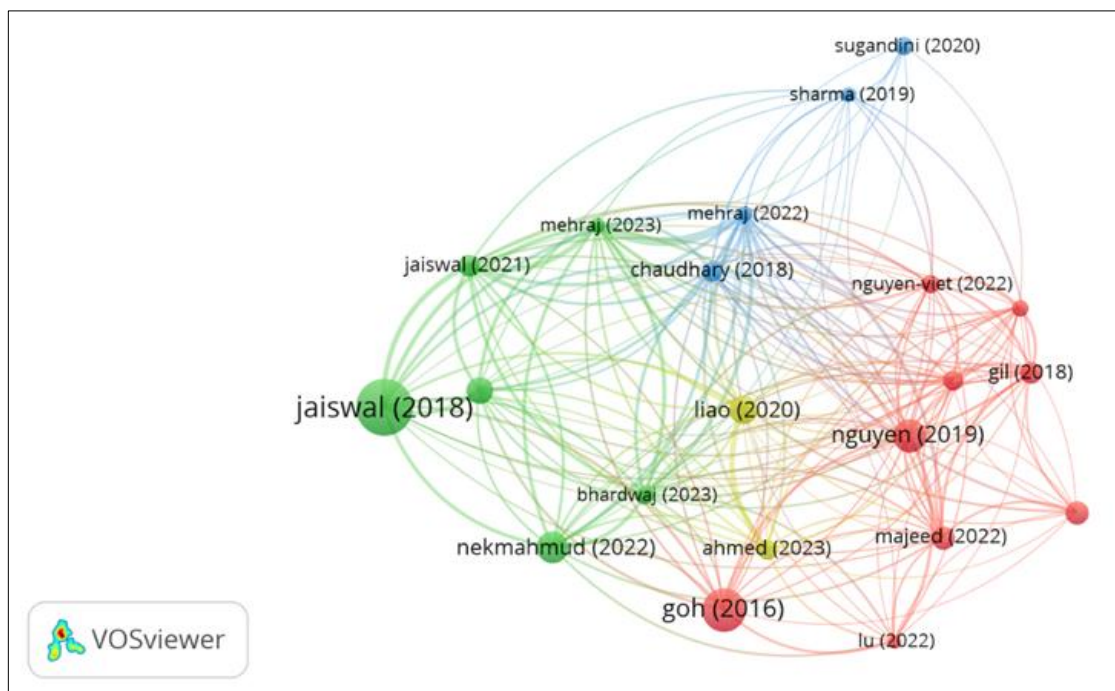 sugandini (2020)
sharma (2019)
mehraj (2022)
mehraj (2023)
jaiswal (2021)
chaudhary (2018)
nguyen-viet (2022)
gil (2018)
jaiswal (2018)
liao (2020)
nguyen (2019)
bhardwaj (2023)
nekmahmud (2022)
ahmed (2023)
majeed (2022)
goh (2016)
lu (2022)
VOSviewer